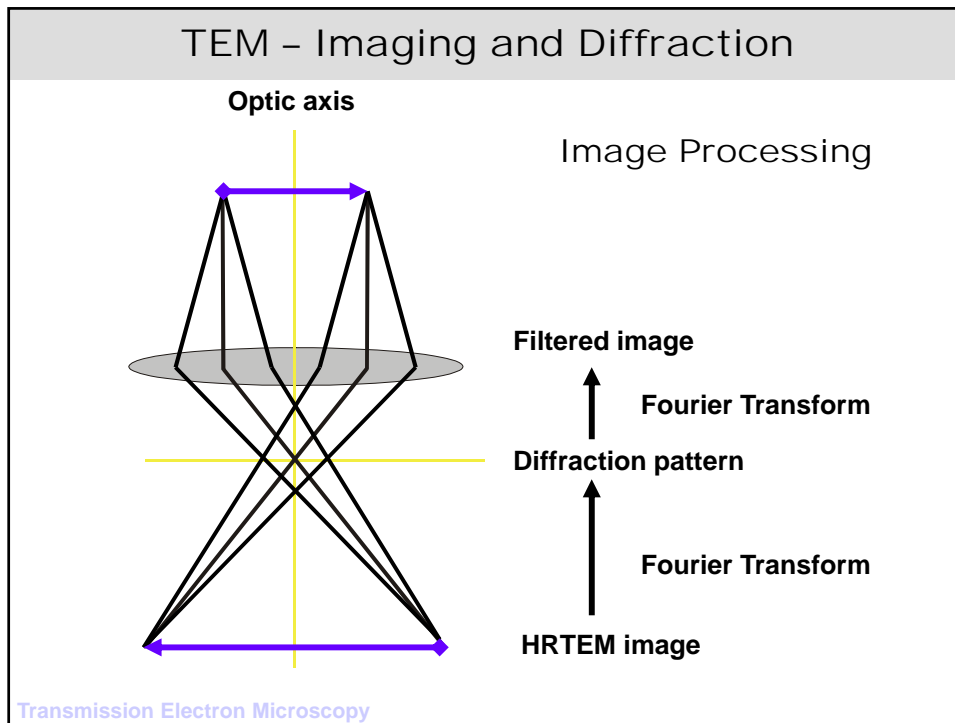 TEM – Imaging and Diffraction
Optic axis
Image Processing
Filtered image
Fourier Transform
Diffraction pattern
Fourier Transform
HRTEM image
Transmission Electron Microscopy